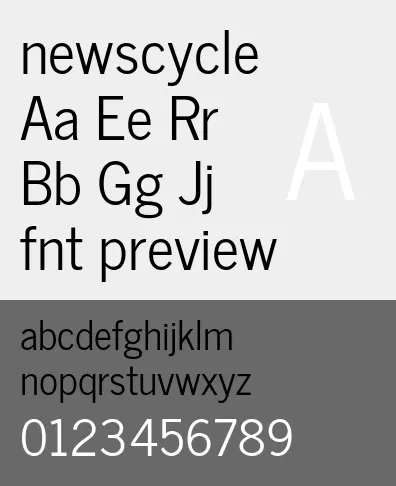 newscycle
Aa Ee Rr
Bb Gg Jj
A
fnt preview
abcdefghijklm
nopqrstuvwxyz
0123456789